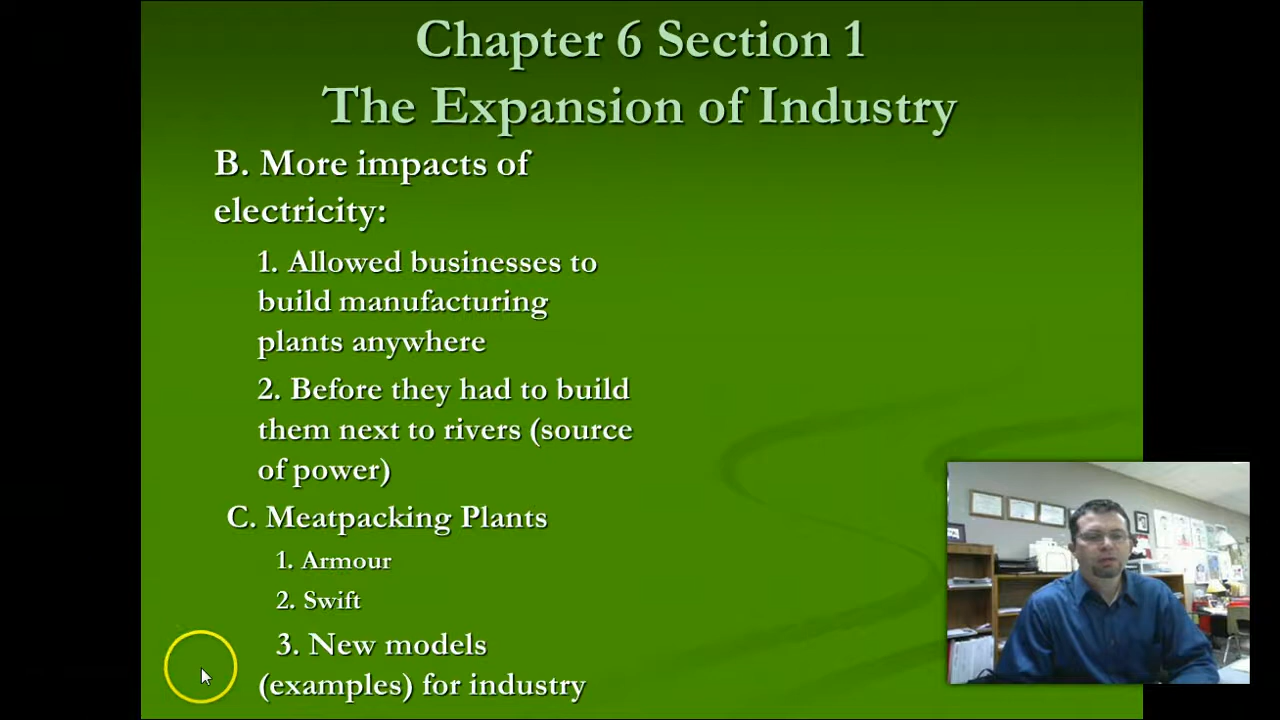 Chapter 6 Section 1
The Expansion of Industry
B. More impacts of
electricity:
1. Allowed businesses to
build manufacturing
plants anywhere
2. Before they had to build
them next to rivers (source
of power)
C. Meatpacking Plants
1. Armour
2. Swift
3. New models
(examples) for industry